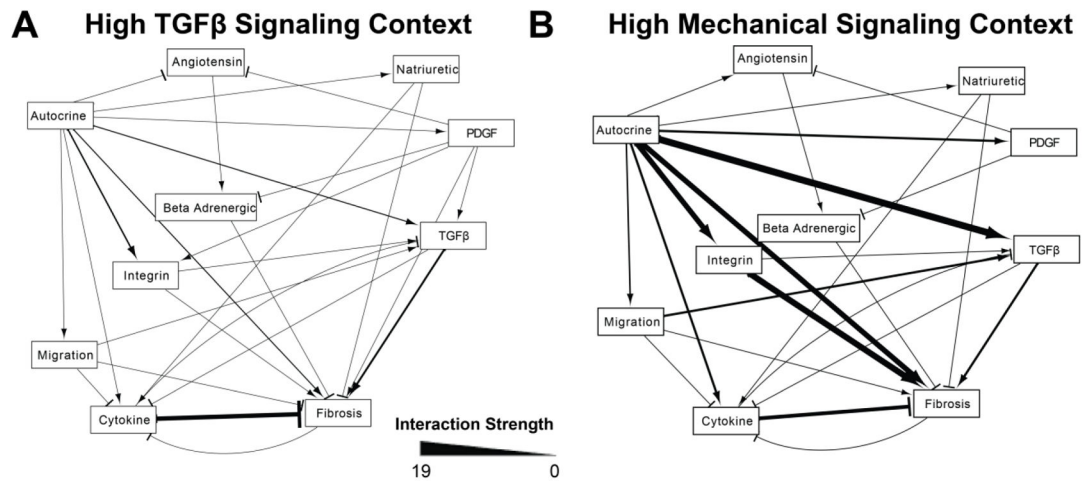 A High TGFβ Signaling Context
Angiotensin
Natriuretic
Autocrine
PDGF
Beta Adrenergic
TGFβ
Integrin
Migration
Cytokine
Fibrosis
Interaction Strength
19 0
B High Mechanical Signaling Context
Angiotensin
Natriuretic
Autocrine
PDGF
Beta Adrenergic
TGFβ
Integrin
Migration
Fibrosis
Cytokine